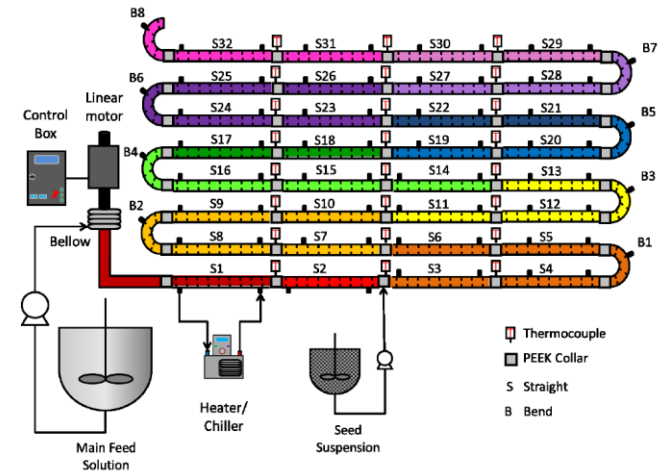 B8
S32 S31 S30 S29
B7
B6
S25 S26 S27 S28
Control
Box
Linear
motor
S24 S23 S22 S21
B5
S17 S18 S19 S20
B4
S16 S15 S14 S13
B3
B2
S9 S10 S11 S12
Bellow
S8 S7 S6 S5
B1
S1 S2 S3 S4
Thermocouple
PEEK Collar
S Straight
B Bend
Heater/
Chiller
Seed
Suspension
Main Feed
Solution